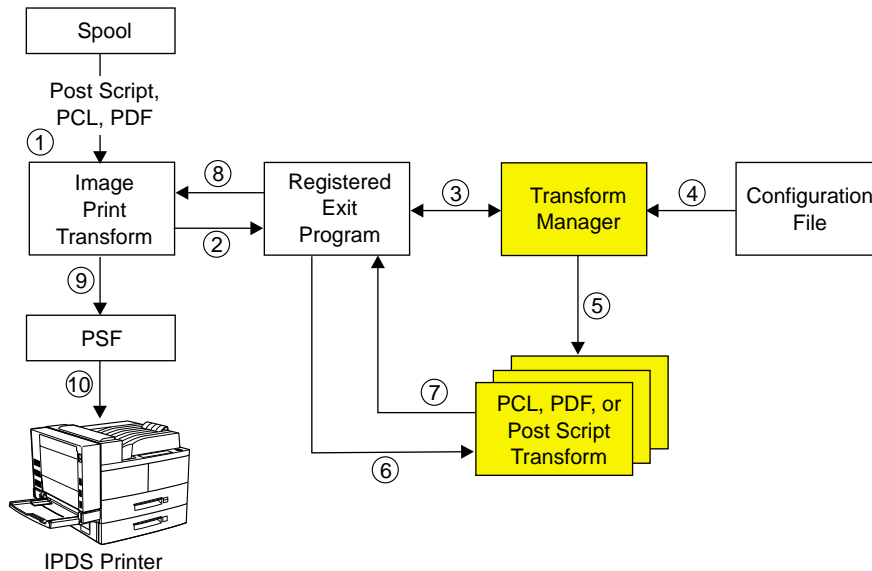 Spool
Post Script,
PCL, PDF
1
Image
Print
Transform
8
2
Registered
Exit
Program
3
Transform
Manager
4
Configuration
File
9
5
PSF
10
7
PCL, PDF, or
Post Script
Transform
6
IPDS Printer